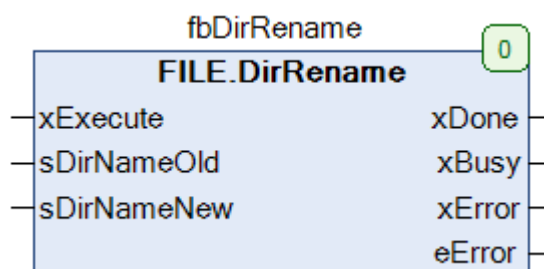 fbDirRename
0
FILE.DirRename
xExecute xDone
sDirNameOld xBusy
sDirNameNew xError
eError